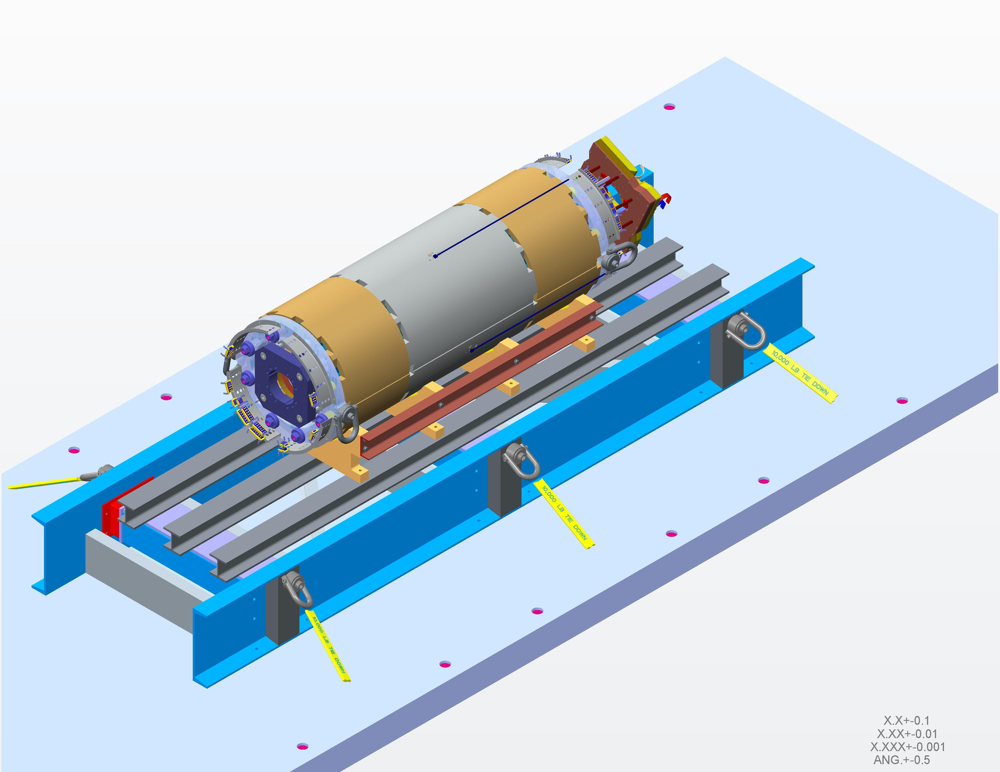 10,000 LB TIE DOWN
10,000 LB TIE DOWN
10,000 LB TIE DOWN
X.X+-0.1
X.XX+-0.01
X.XXX+-0.001
ANG.+-0.5